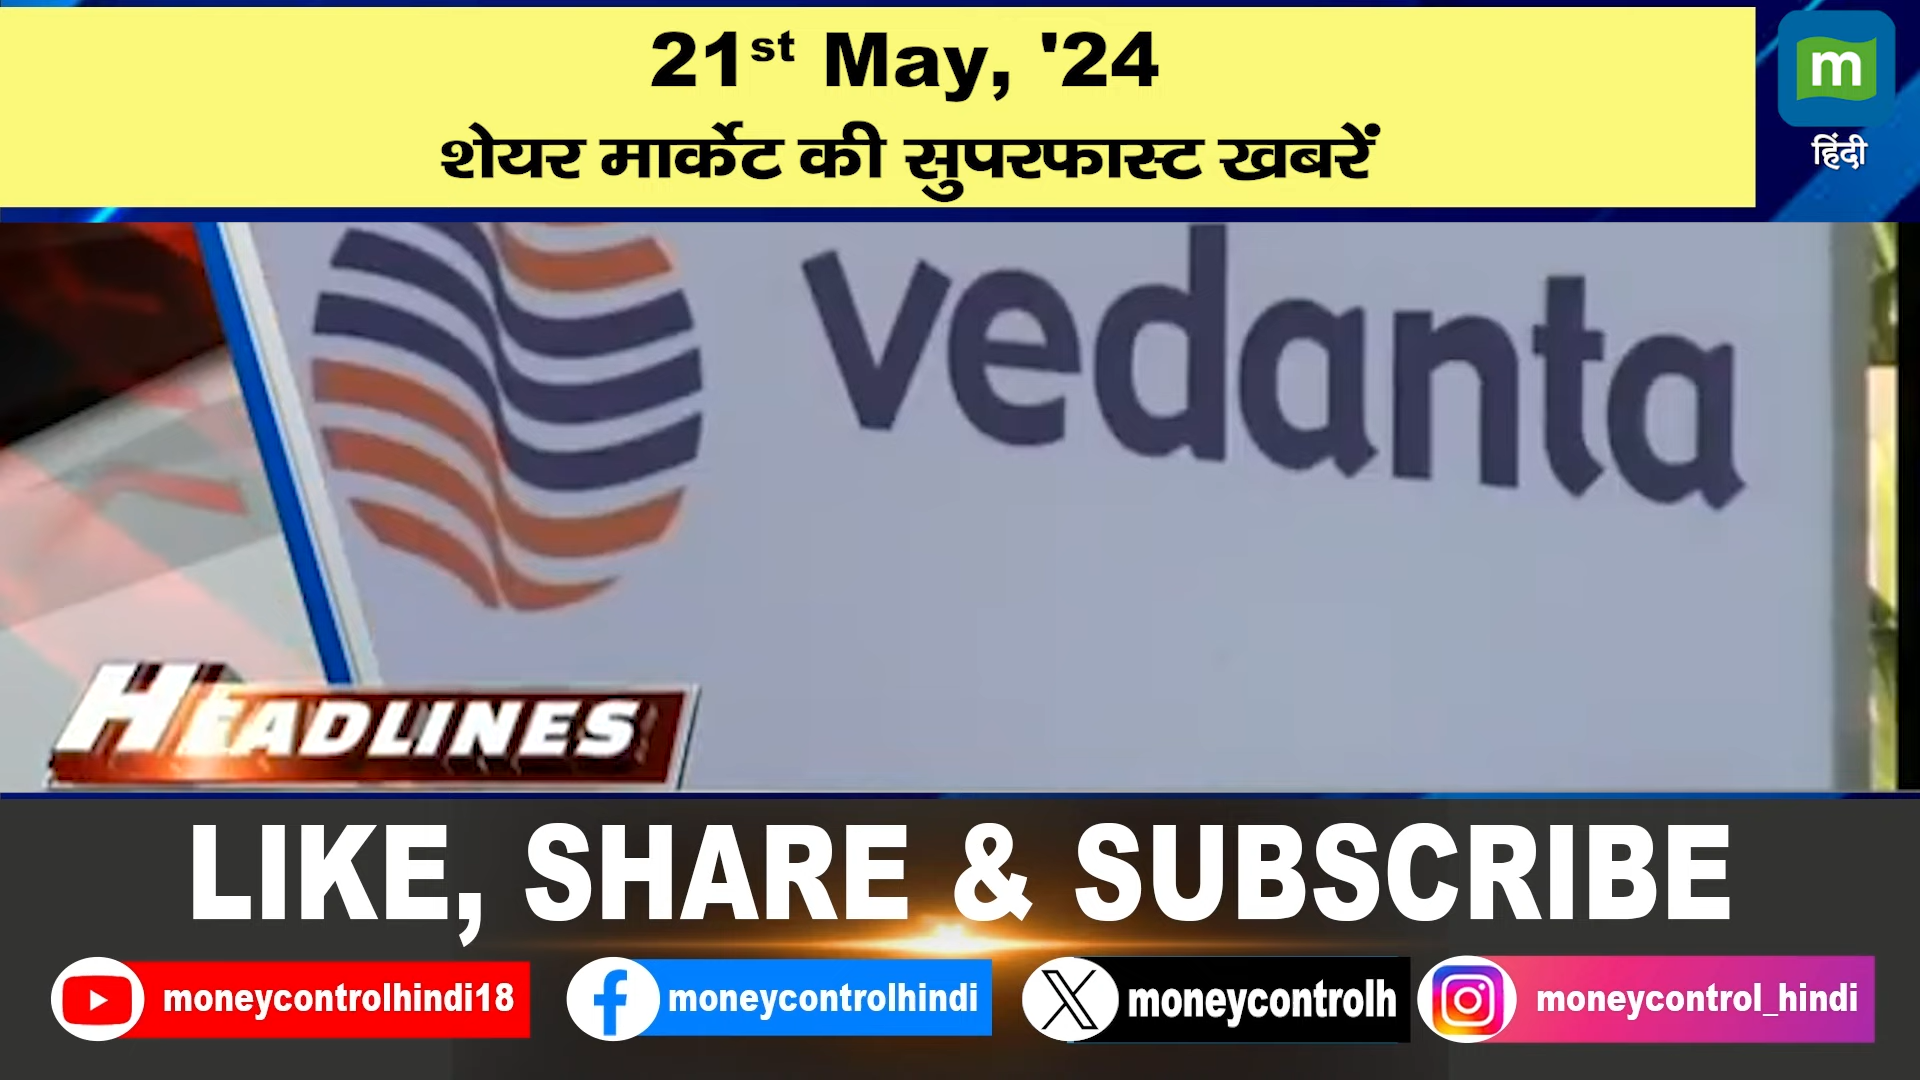 21st May, '24
शेयर मार्केट की सुपरफास्ट खबरें
m
हिंदी
vedanta
HEADLINES
LIKE, SHARE & SUBSCRIBE
moneycontrolhindi18
moneycontrolhindi
moneycontrolh
moneycontrol_hindi